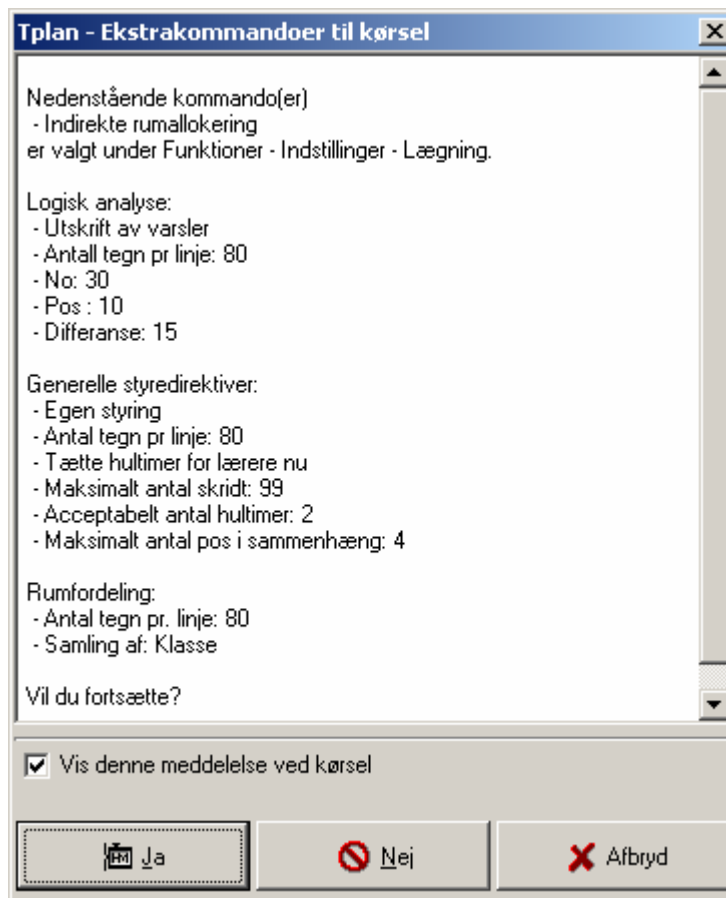 Tplan - Ekstrakommandoer til kørsel
Nedenstående kommando(er)
- Indirekte rumallokering
er valgt under Funktioner - Indstillinger - Lægning.
Logisk analyse:
- Utskrift av varsler
- Antall tegn pr linje: 80
- No: 30
- Pos : 10
- Differanse: 15
Generelle styredirektiver:
- Egen styring
- Antal tegn pr linje: 80
- Tætte hultimer for lærere nu
- Maksimalt antal skridt: 99
- Acceptabelt antal hultimer: 2
- Maksimalt antal pos i sammenhæng: 4
Rumfordeling:
- Antal tegn pr. linje: 80
- Samling af: Klasse
Vil du fortsætte?
Vis denne meddelelse ved kørsel
Ja
Nej
Afbryd